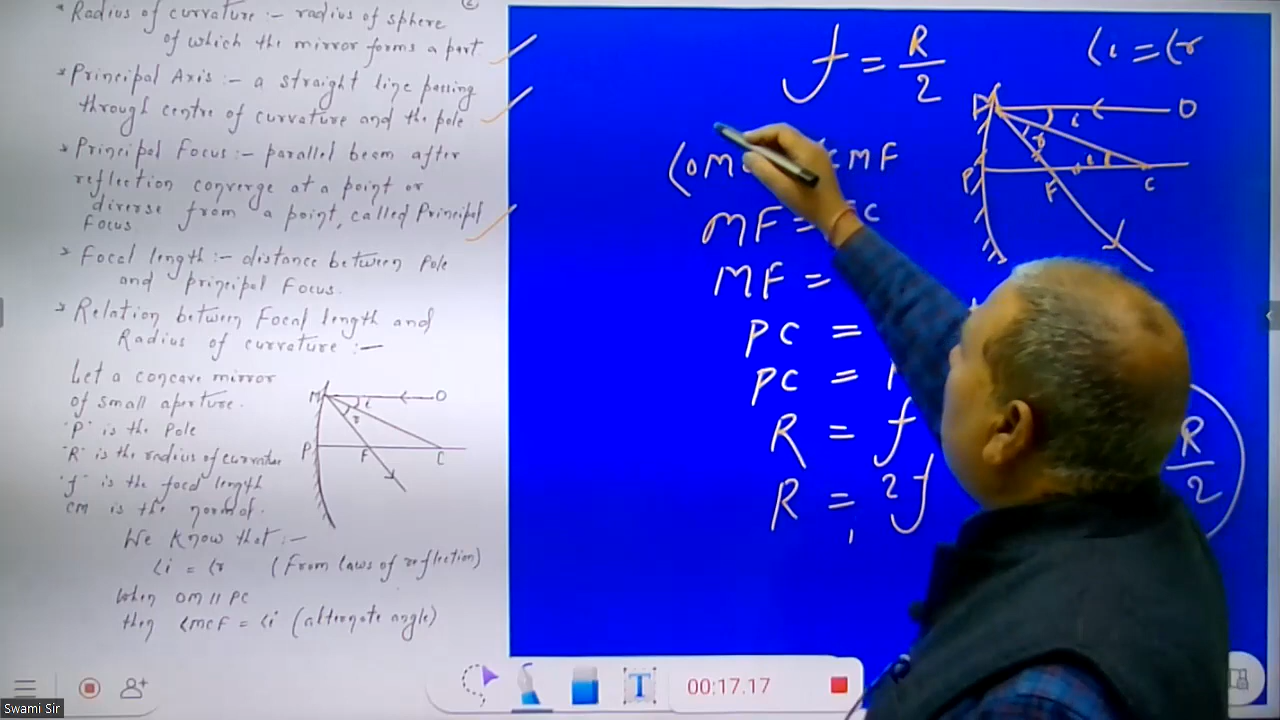 * Radius of curvature :- radius of sphere
of which the mirror forms a part
* Principal Axis :- a straight line passing
through centre of curvature and the pole
* Principal Focus :- parallel beam after
reflection converge at a point or
diverse from a point, called Principal
Focus
* Focal length :- distance between Pole
and principal Focus.
* Relation between Focal length and
Radius of curvature :-
Let a concave mirror
of small aperture.
"P" is the Pole
"R" is the radius of curvature
"f" is the focal length
CM is the normal.
M i O
r
P F C
We know that :-
<i = <r (From laws of reflection)
when OM || PC
then <MCF = <i (alternate angle)
f = R/2
<i = <r
M i O
r
P F C
MF
MF =
MF =
PC =
PC =
R = f
R = 2f
R/2
T
00:17.17
Swami Sir